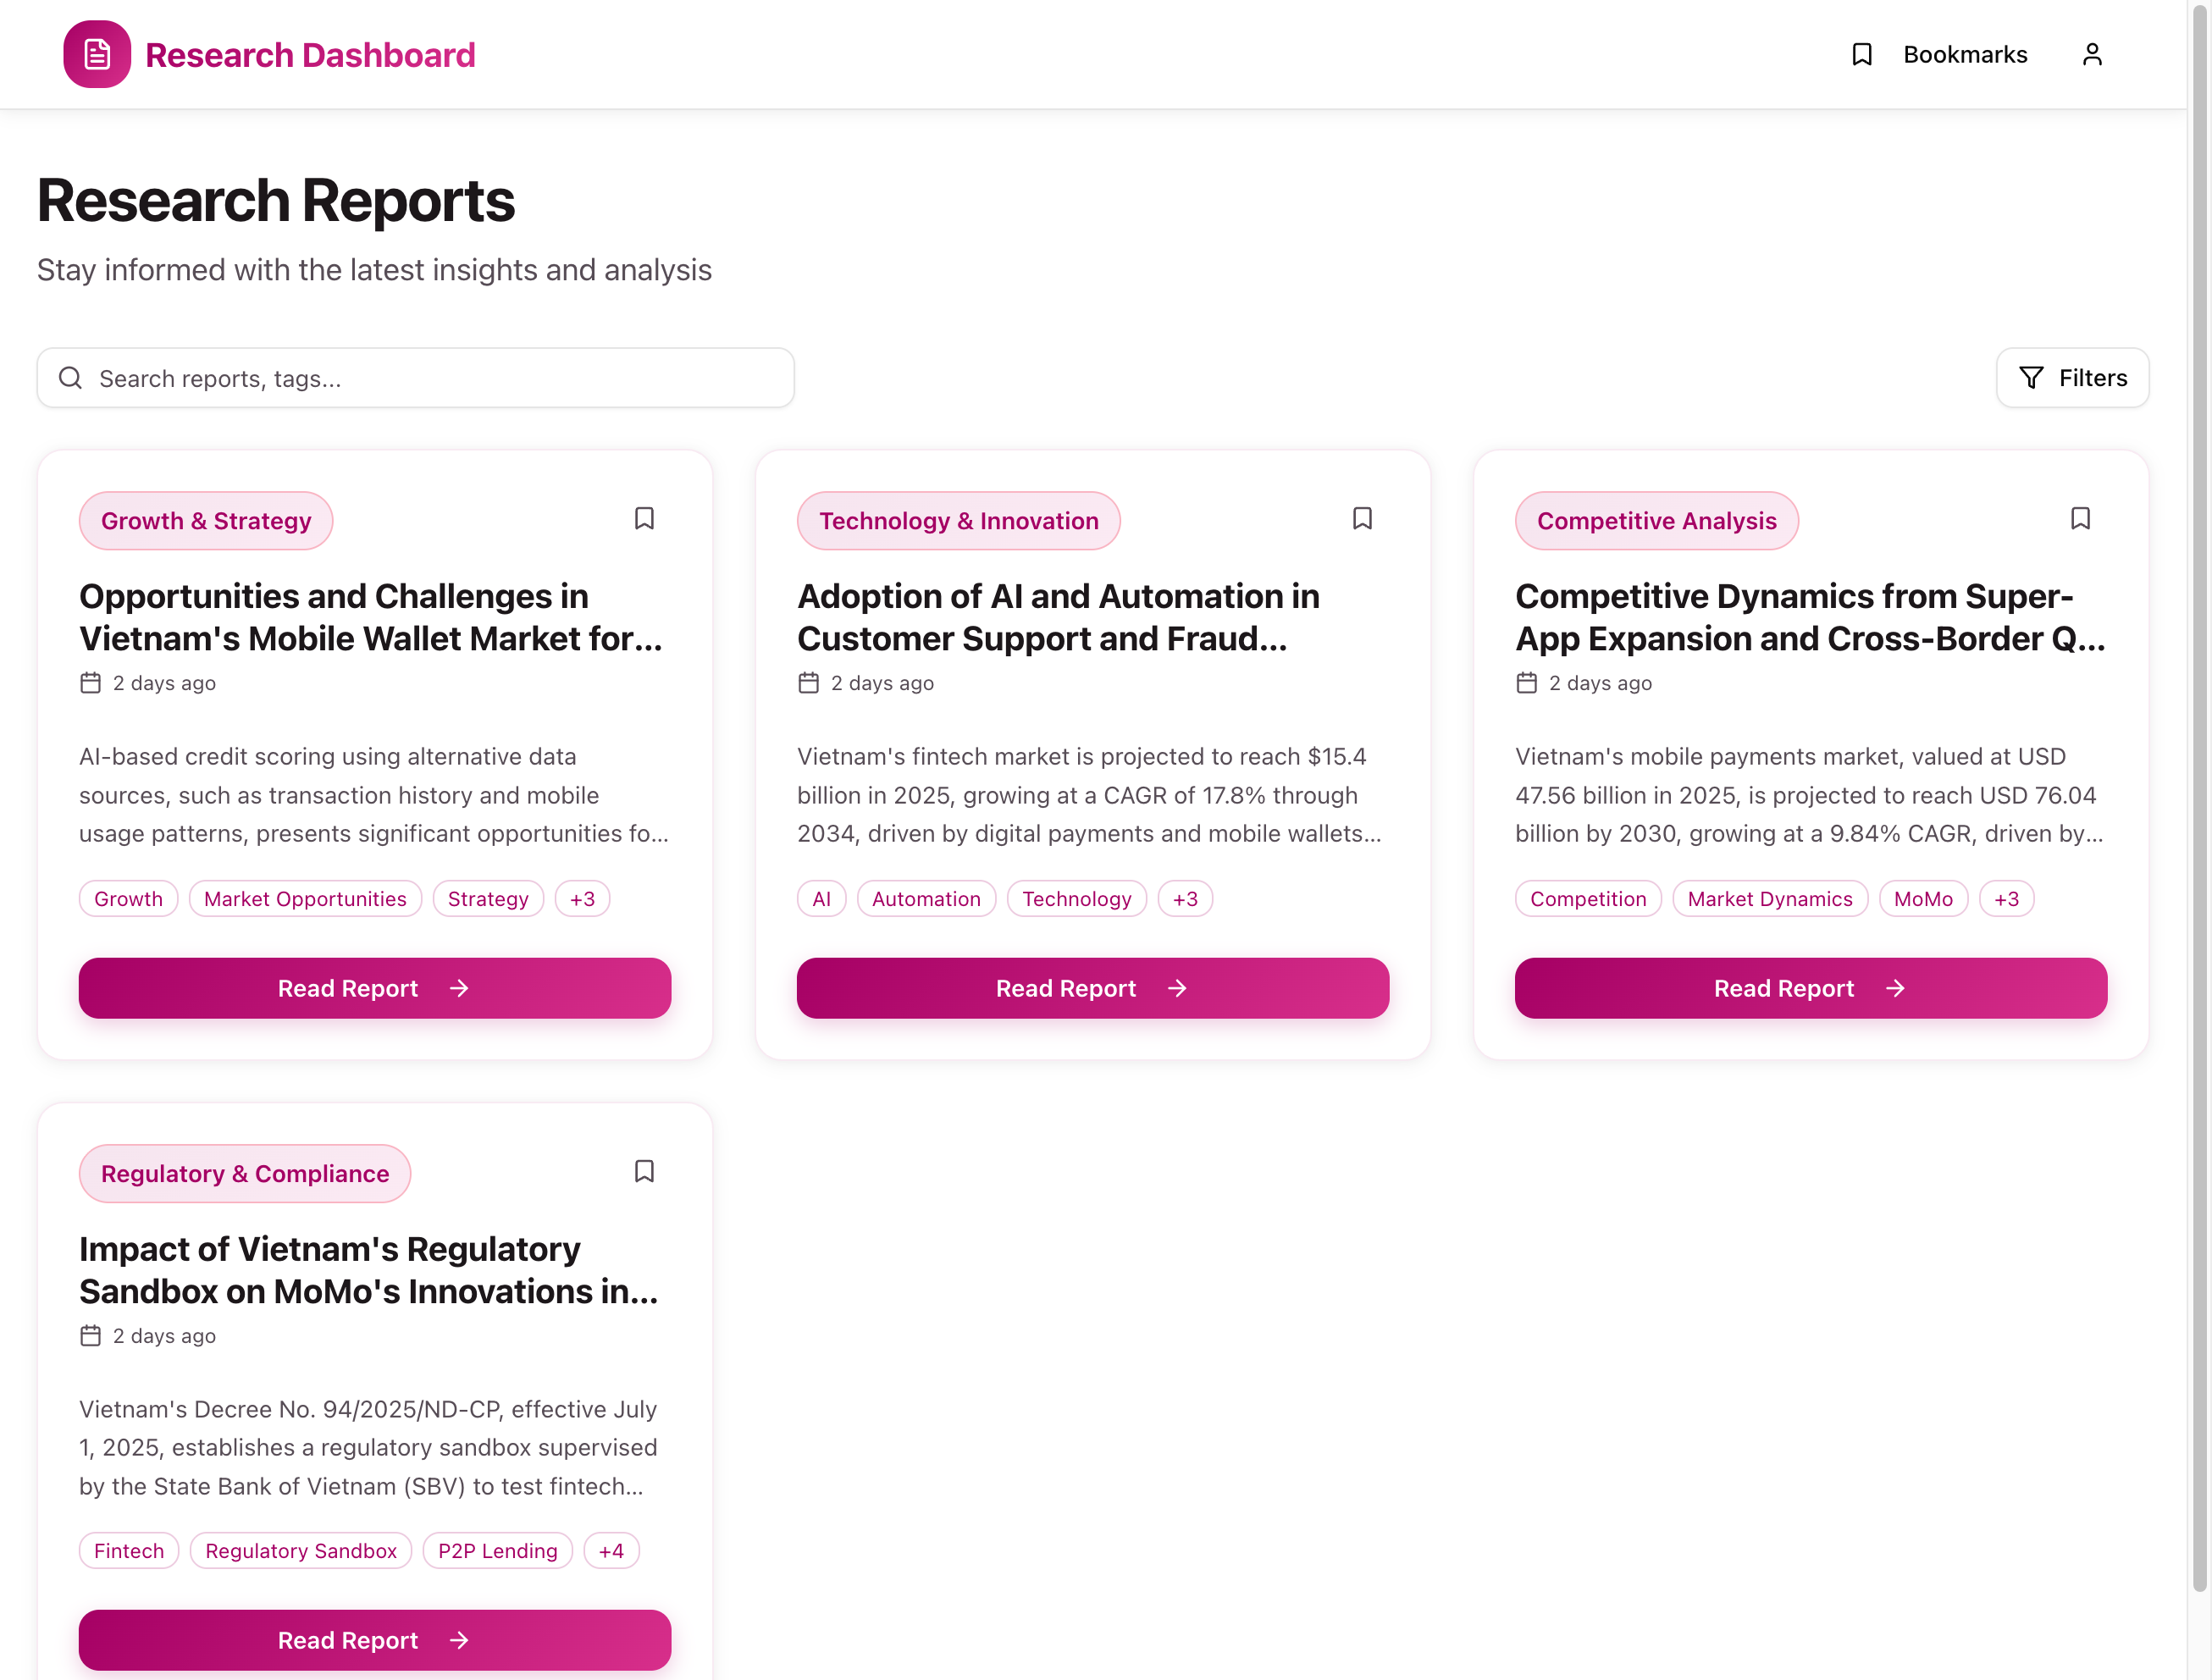 Research Dashboard
Bookmarks
Research Reports
Stay informed with the latest insights and analysis
Search reports, tags...
Filters
Growth & Strategy
Opportunities and Challenges in
Vietnam's Mobile Wallet Market for...
2 days ago
AI-based credit scoring using alternative data
sources, such as transaction history and mobile
usage patterns, presents significant opportunities fo...
Growth
Market Opportunities
Strategy
+3
Read Report
Technology & Innovation
Adoption of AI and Automation in
Customer Support and Fraud...
2 days ago
Vietnam's fintech market is projected to reach $15.4
billion in 2025, growing at a CAGR of 17.8% through
2034, driven by digital payments and mobile wallets...
AI
Automation
Technology
+3
Read Report
Competitive Analysis
Competitive Dynamics from Super-
App Expansion and Cross-Border Q...
2 days ago
Vietnam's mobile payments market, valued at USD
47.56 billion in 2025, is projected to reach USD 76.04
billion by 2030, growing at a 9.84% CAGR, driven by...
Competition
Market Dynamics
MoMo
+3
Read Report
Regulatory & Compliance
Impact of Vietnam's Regulatory
Sandbox on MoMo's Innovations in...
2 days ago
Vietnam's Decree No. 94/2025/ND-CP, effective July
1, 2025, establishes a regulatory sandbox supervised
by the State Bank of Vietnam (SBV) to test fintech...
Fintech
Regulatory Sandbox
P2P Lending
+4
Read Report